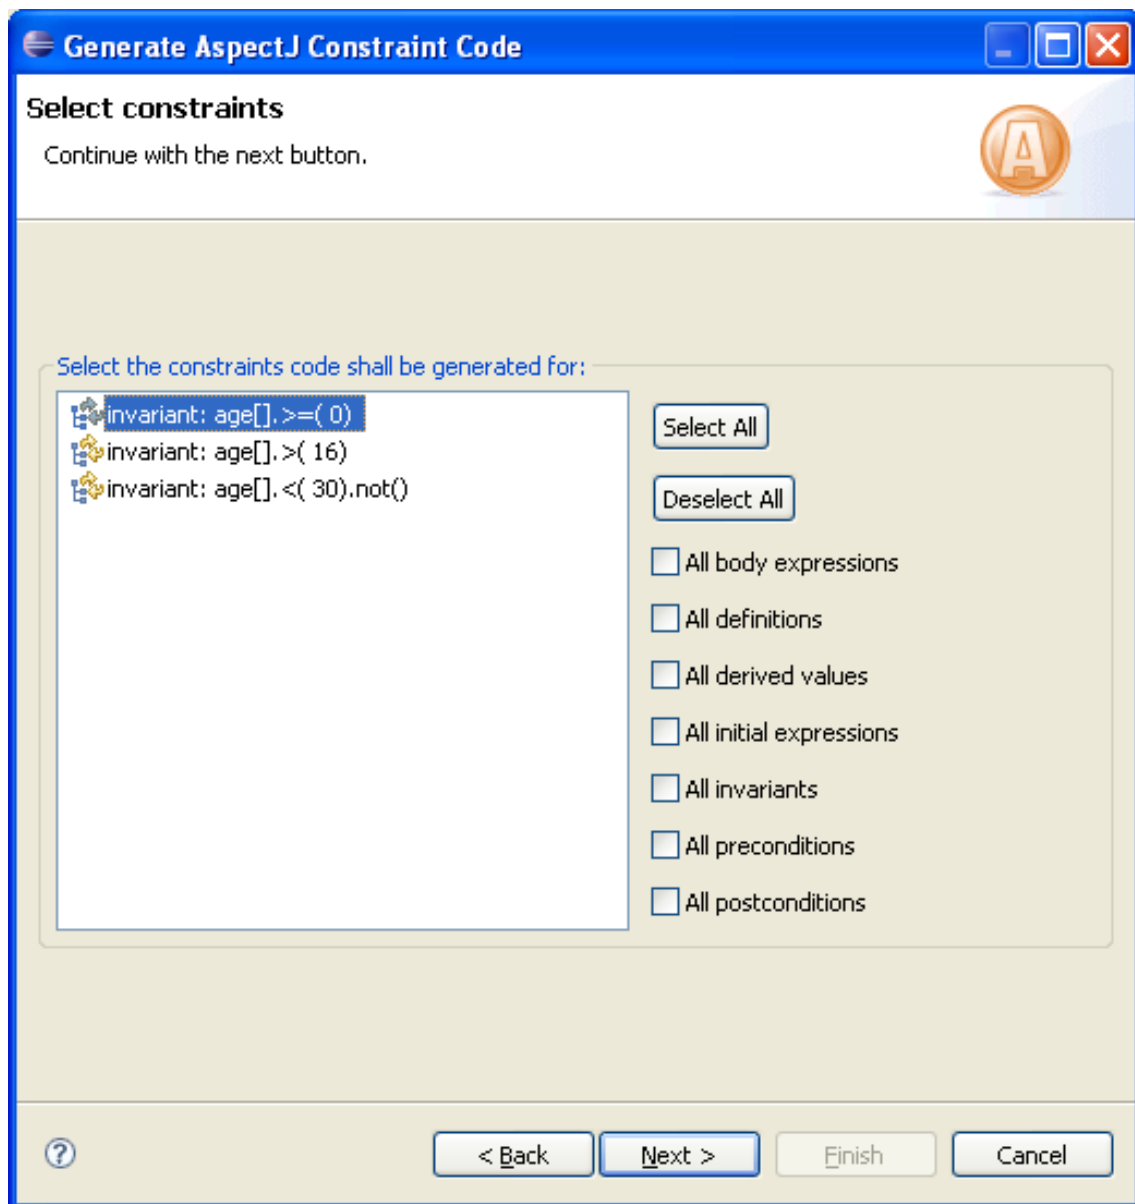 Generate AspectJ Constraint Code
Select constraints
Continue with the next button.
Select the constraints code shall be generated for:
invariant: age[].>=( 0)
invariant: age[].>( 16)
invariant: age[].<( 30).not()
Select All
Deselect All
All body expressions
All definitions
All derived values
All initial expressions
All invariants
All preconditions
All postconditions
< Back
Next >
Finish
Cancel